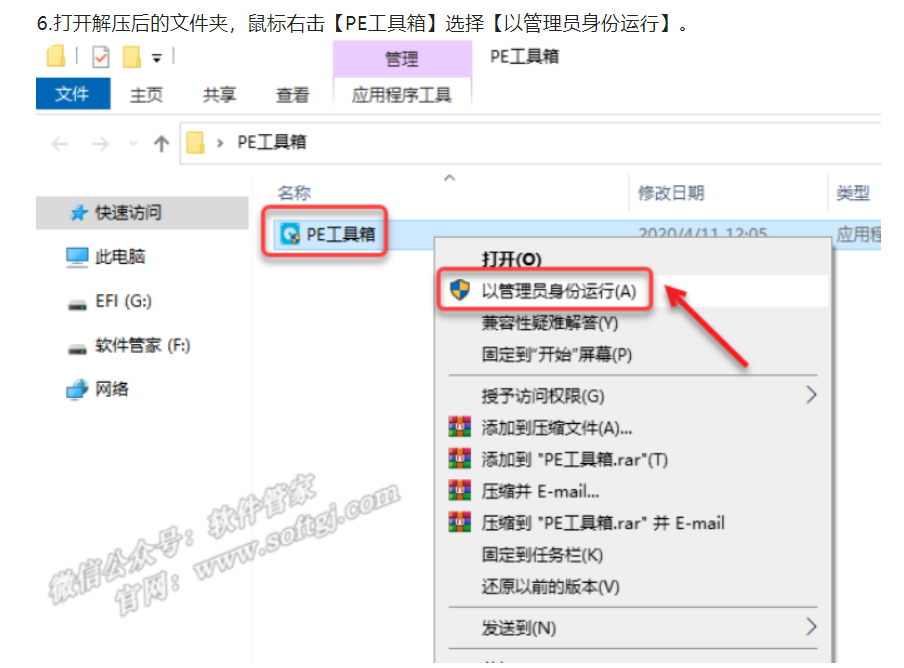 6.打开解压后的文件夹，鼠标右击【PE工具箱】选择【以管理员身份运行】。
管理
PE工具箱
文件
主页
共享
查看
应用程序工具
PE工具箱
名称
修改日期
类型
快速访问
PE工具箱
2020/4/11 12:05
应用程
此电脑
EFI (G:)
软件管家 (F:)
网络
打开(O)
以管理员身份运行(A)
兼容性疑难解答(Y)
固定到"开始"屏幕(P)
授予访问权限(G)
添加到压缩文件(A)...
添加到 "PE工具箱.rar"(T)
压缩并 E-mail...
压缩到 "PE工具箱.rar" 并 E-mail
固定到任务栏(K)
还原以前的版本(V)
发送到(N)
微信公众号：软件管家
官网：www.softgj.com